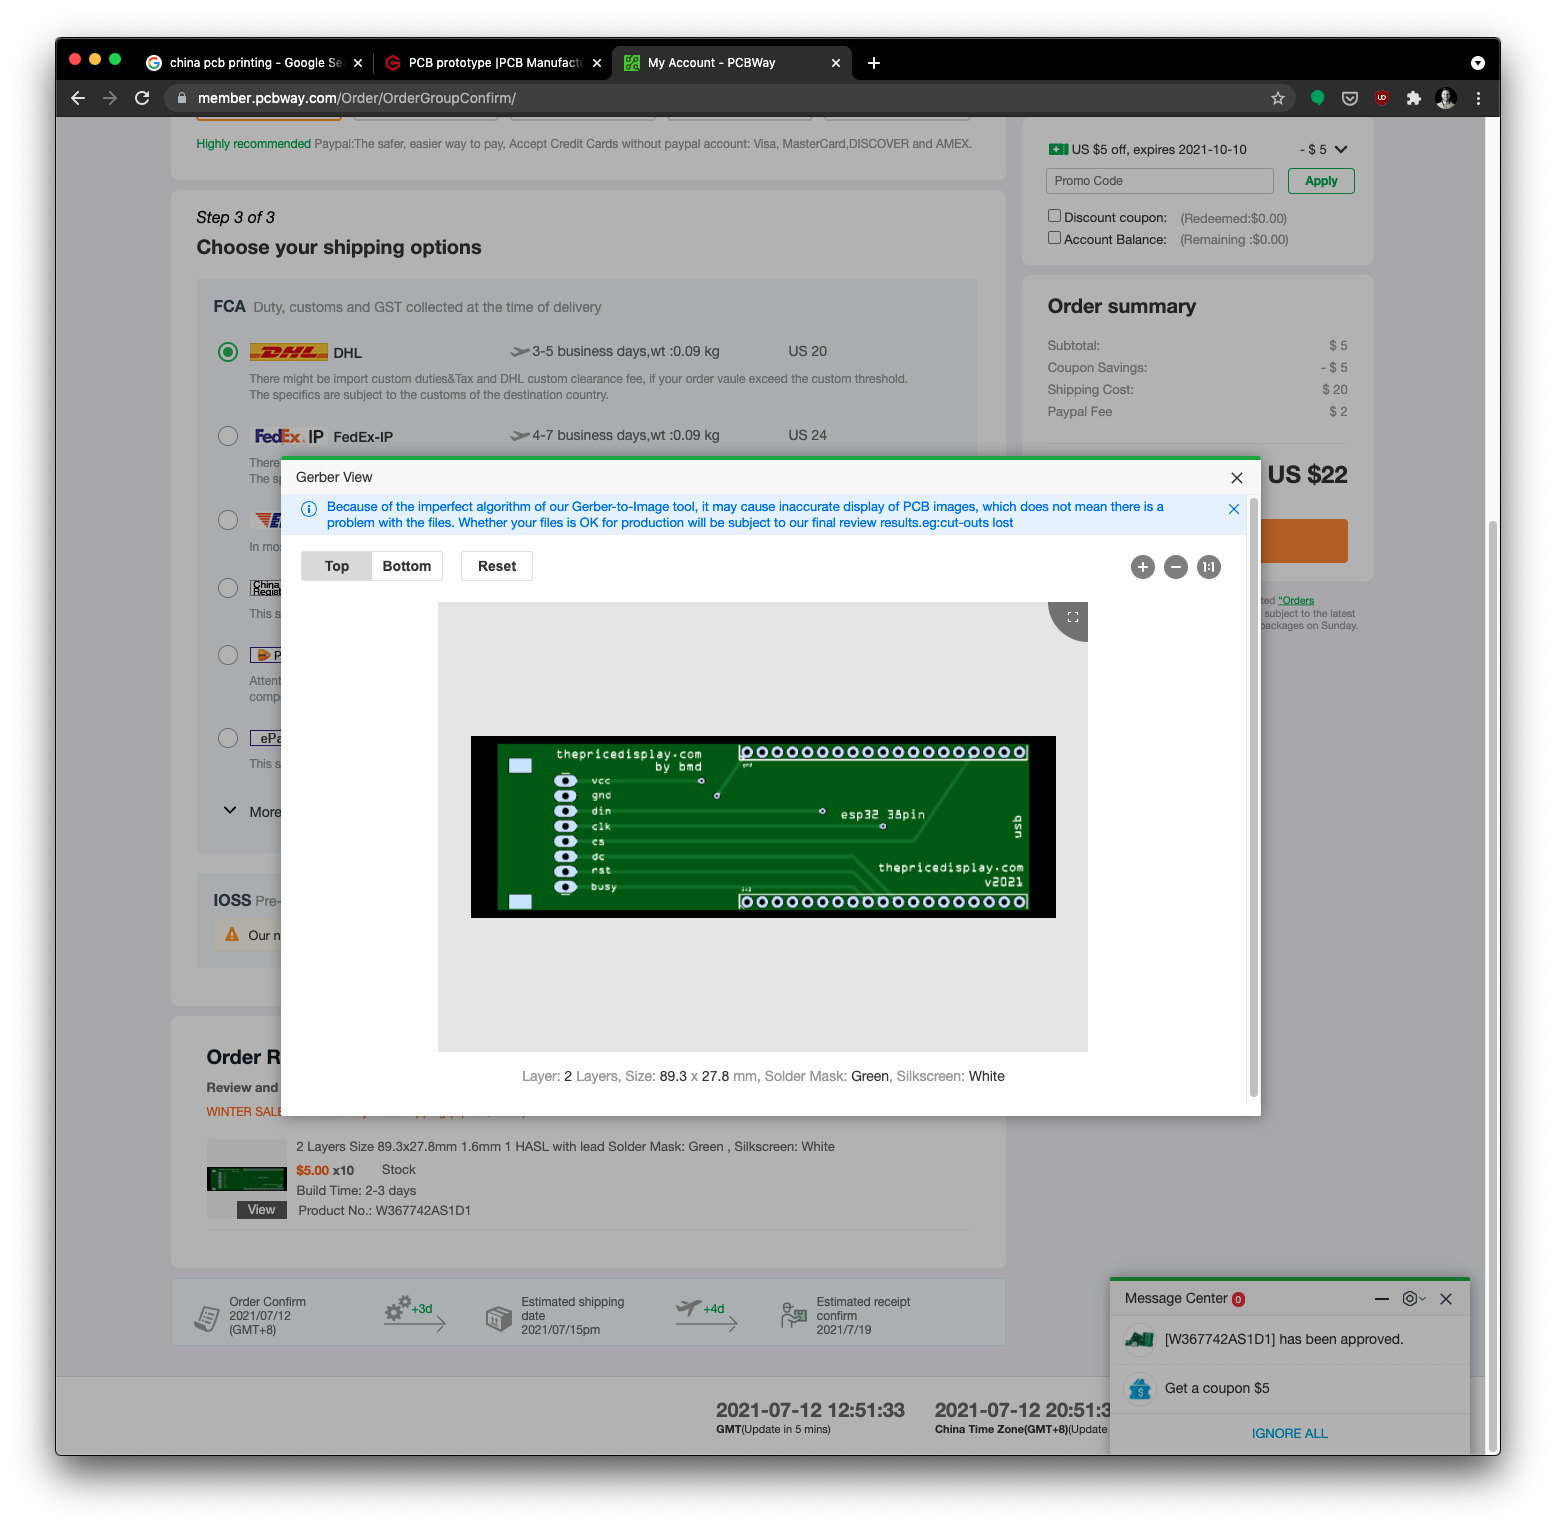 china pcb printing - Google Se
PCB prototype |PCB Manufactu
My Account - PCBWay
member.pcbway.com/Order/OrderGroupConfirm/
Highly recommended Paypal:The safer, easier way to pay, Accept Credit Cards without paypal account: Visa, MasterCard,DISCOVER and AMEX.
Step 3 of 3
Choose your shipping options
FCA Duty, customs and GST collected at the time of delivery
DHL DHL 3-5 business days,wt :0.09 kg US 20
There might be import custom duties&Tax and DHL custom clearance fee, if your order vaule exceed the custom threshold.
The specifics are subject to the customs of the destination country.
FedEx. IP FedEx-IP 4-7 business days,wt :0.09 kg US 24
There
The sp
In mos
China
Regist
This s
P
Attent
comp
ePa
This s
More
IOSS Pre-
Our n
US $5 off, expires 2021-10-10 - $ 5
Promo Code Apply
Discount coupon: (Redeemed:$0.00)
Account Balance: (Remaining :$0.00)
Order summary
Subtotal: $ 5
Coupon Savings: - $ 5
Shipping Cost: $ 20
Paypal Fee $ 2
US $22
ted "Orders
subject to the latest
packages on Sunday.
Gerber View
Because of the imperfect algorithm of our Gerber-to-Image tool, it may cause inaccurate display of PCB images, which does not mean there is a
problem with the files. Whether your files is OK for production will be subject to our final review results.eg:cut-outs lost
Top Bottom Reset
1:1
thepricedisplay.com
by bmd
vcc
gnd
din
clk
cs
dc
rst
busy
esp32 38pin
usb
thepricedisplay.com
v2021
Layer: 2 Layers, Size: 89.3 x 27.8 mm, Solder Mask: Green, Silkscreen: White
Order R
Review and
WINTER SALE
2 Layers Size 89.3x27.8mm 1.6mm 1 HASL with lead Solder Mask: Green , Silkscreen: White
$5.00 x10 Stock
Build Time: 2-3 days
View
Product No.: W367742AS1D1
Order Confirm
2021/07/12
(GMT+8)
+3d
Estimated shipping
date
2021/07/15pm
+4d
Estimated receipt
confirm
2021/7/19
2021-07-12 12:51:33
GMT(Update in 5 mins)
2021-07-12 20:51:3
China Time Zone(GMT+8)(Update
Message Center 0
[W367742AS1D1] has been approved.
Get a coupon $5
IGNORE ALL